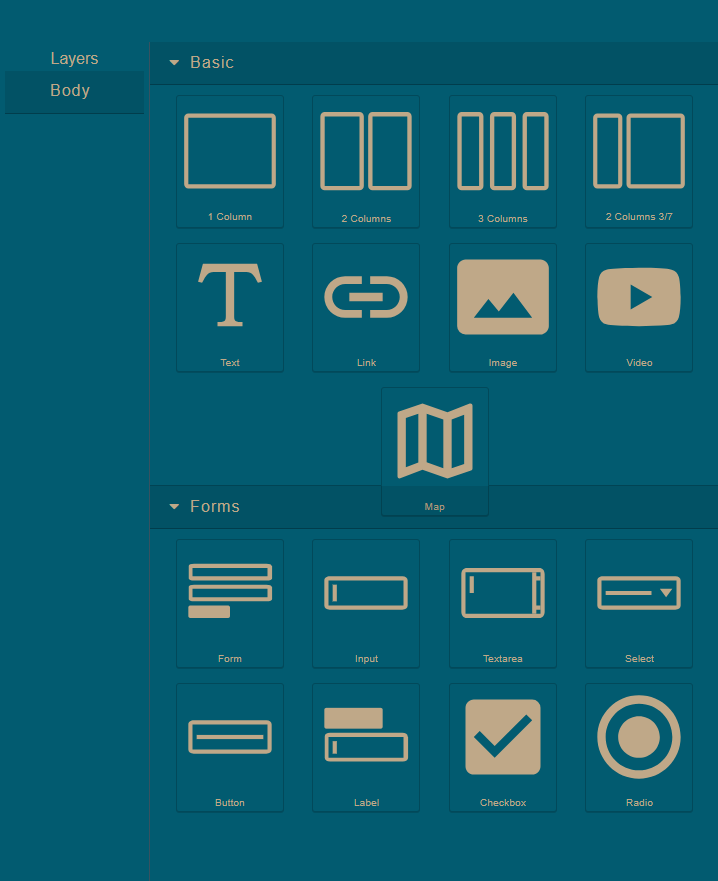 Layers
Body
Basic
1 Column
2 Columns
3 Columns
2 Columns 3/7
Text
Link
Image
Video
Map
Forms
Form
Input
Textarea
Select
Button
Label
Checkbox
Radio